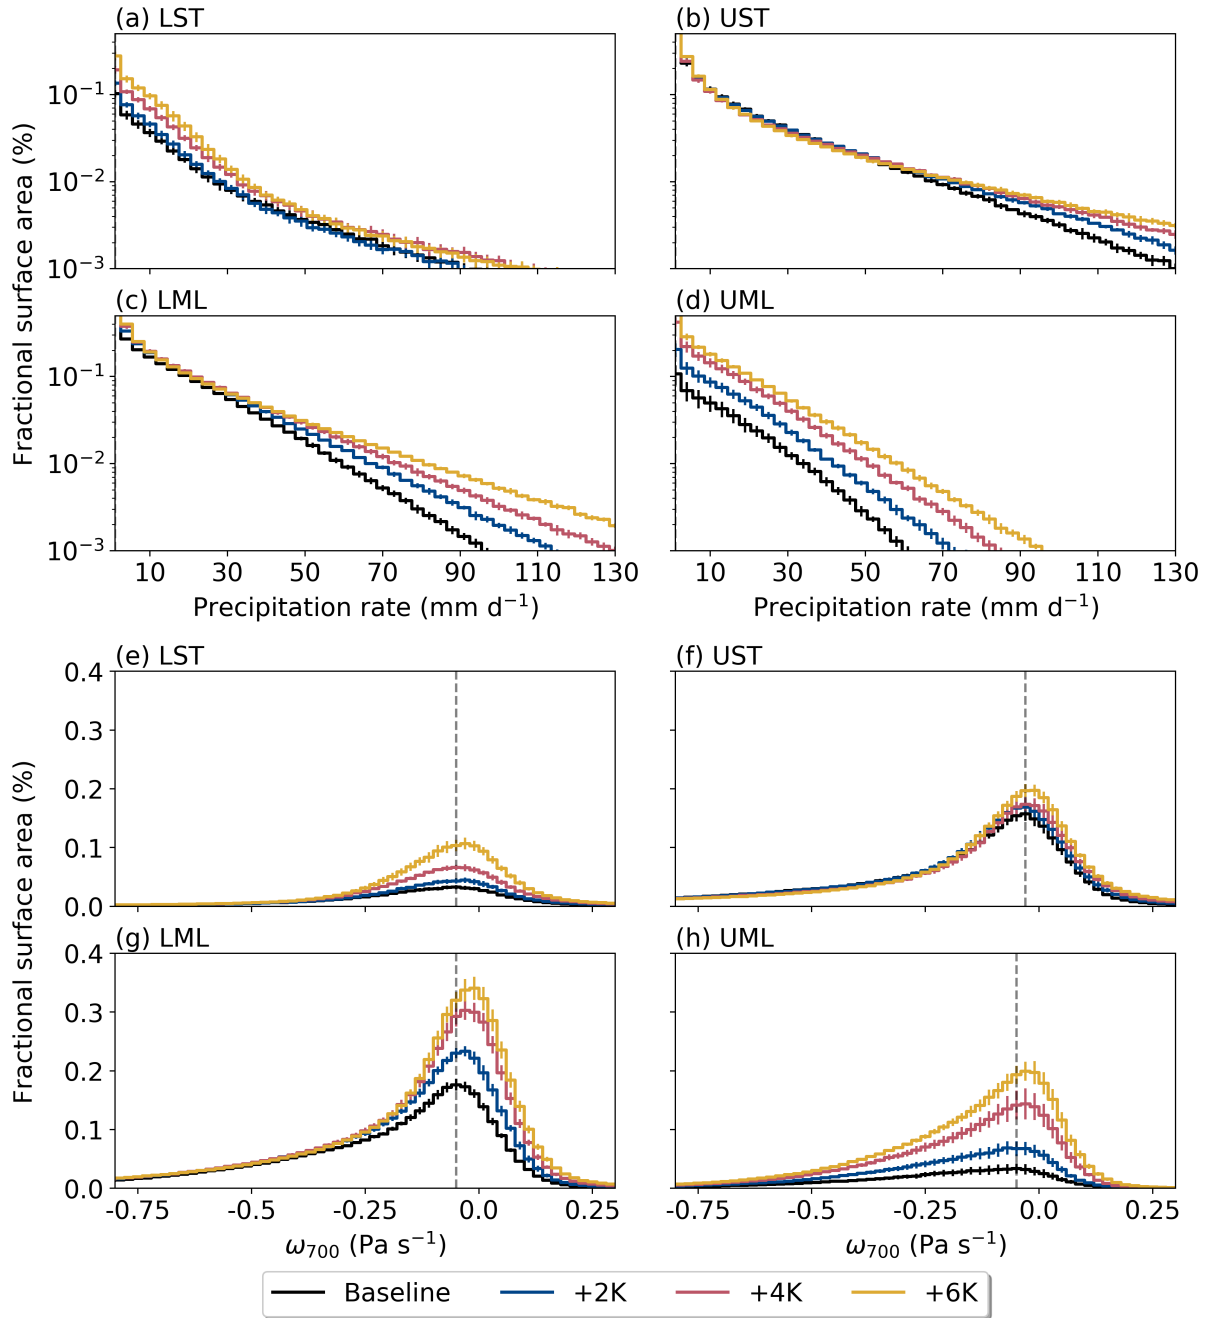 (a) LST
(b) UST
10⁻¹
10⁻²
10⁻³
(c) LML
(d) UML
10⁻¹
10⁻²
10⁻³
Fractional surface area (%)
10 30 50 70 90 110 130
10 30 50 70 90 110 130
Precipitation rate (mm d⁻¹)
Precipitation rate (mm d⁻¹)
(e) LST
(f) UST
0.4
0.3
0.2
0.1
0.0
(g) LML
(h) UML
0.4
0.3
0.2
0.1
0.0
Fractional surface area (%)
-0.75 -0.50 -0.25 0.0 0.25
-0.75 -0.50 -0.25 0.0 0.25
ω₇₀₀ (Pa s⁻¹)
ω₇₀₀ (Pa s⁻¹)
Baseline +2K +4K +6K